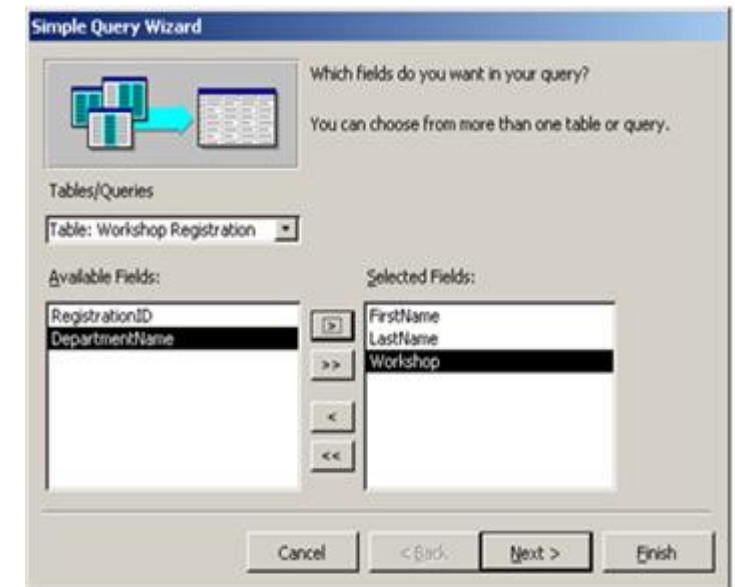 Simple Query Wizard
Which fields do you want in your query?
You can choose from more than one table or query.
Tables/Queries
Table: Workshop Registration
Available Fields:
Selected Fields:
RegistrationID
DepartmentName
>
>>
<
<<
FirstName
LastName
Workshop
Cancel
< Back
Next >
Finish